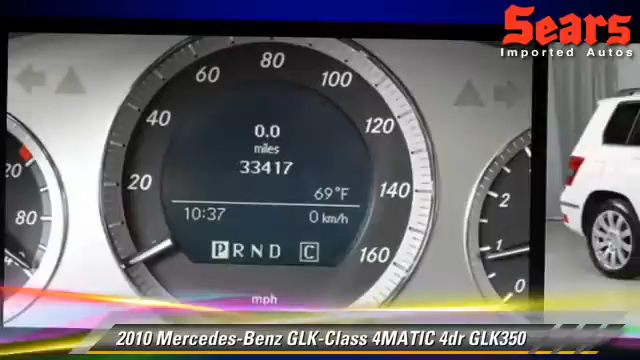 Sears
Imported Autos
60 80 100
40 120
20 140
160
0.0
miles
33417
69°F
10:37 0 km/h
P R N D C
mph
20
80
2
1
0
2010 Mercedes-Benz GLK-Class 4MATIC 4dr GLK350